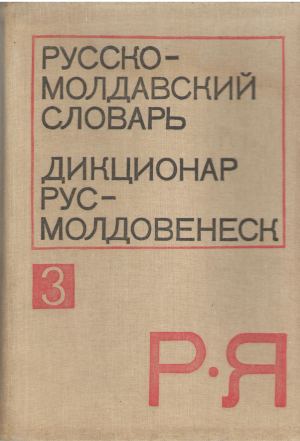 РУССКО-
МОЛДАВСКИЙ
СЛОВАРЬ
ДИКЦИОНАР
РУС-
МОЛДОВЕНЕСК
3
Р·Я